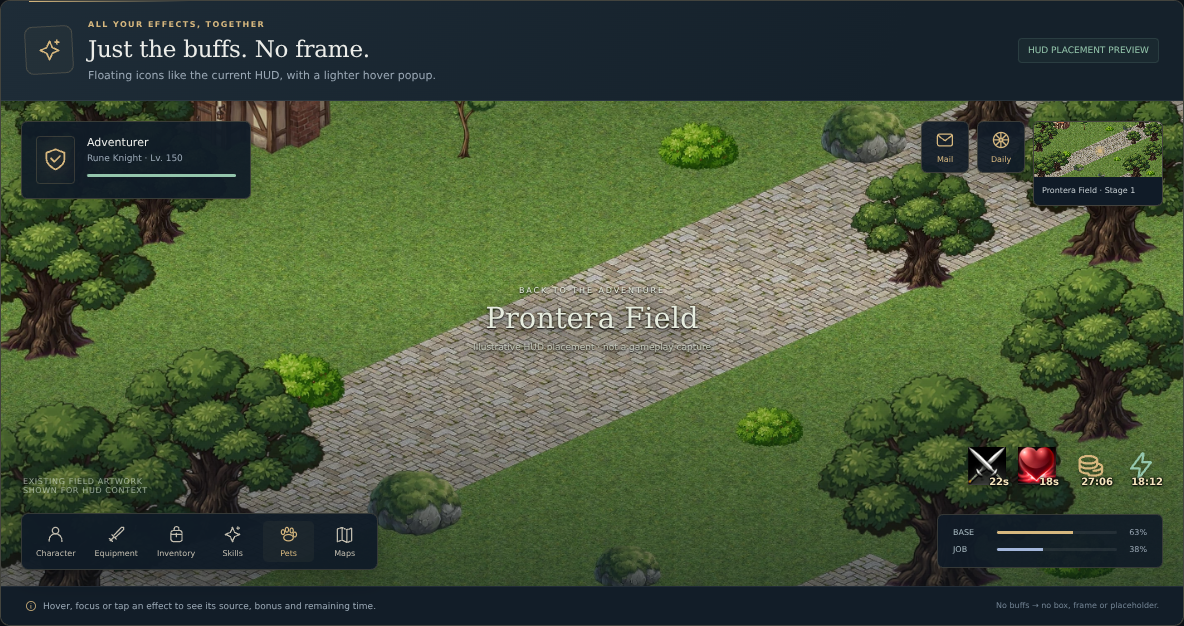 ALL YOUR EFFECTS, TOGETHER
Just the buffs. No frame.
Floating icons like the current HUD, with a lighter hover popup.
HUD PLACEMENT PREVIEW
Adventurer
Rune Knight · Lv. 150
Mail
Daily
Prontera Field · Stage 1
BACK TO THE ADVENTURE
Prontera Field
Illustrative HUD placement · not a gameplay capture
EXISTING FIELD ARTWORK
SHOWN FOR HUD CONTEXT
22s
18s
27:06
18:12
Character
Equipment
Inventory
Skills
Pets
Maps
BASE
63%
JOB
38%
Hover, focus or tap an effect to see its source, bonus and remaining time.
No buffs → no box, frame or placeholder.